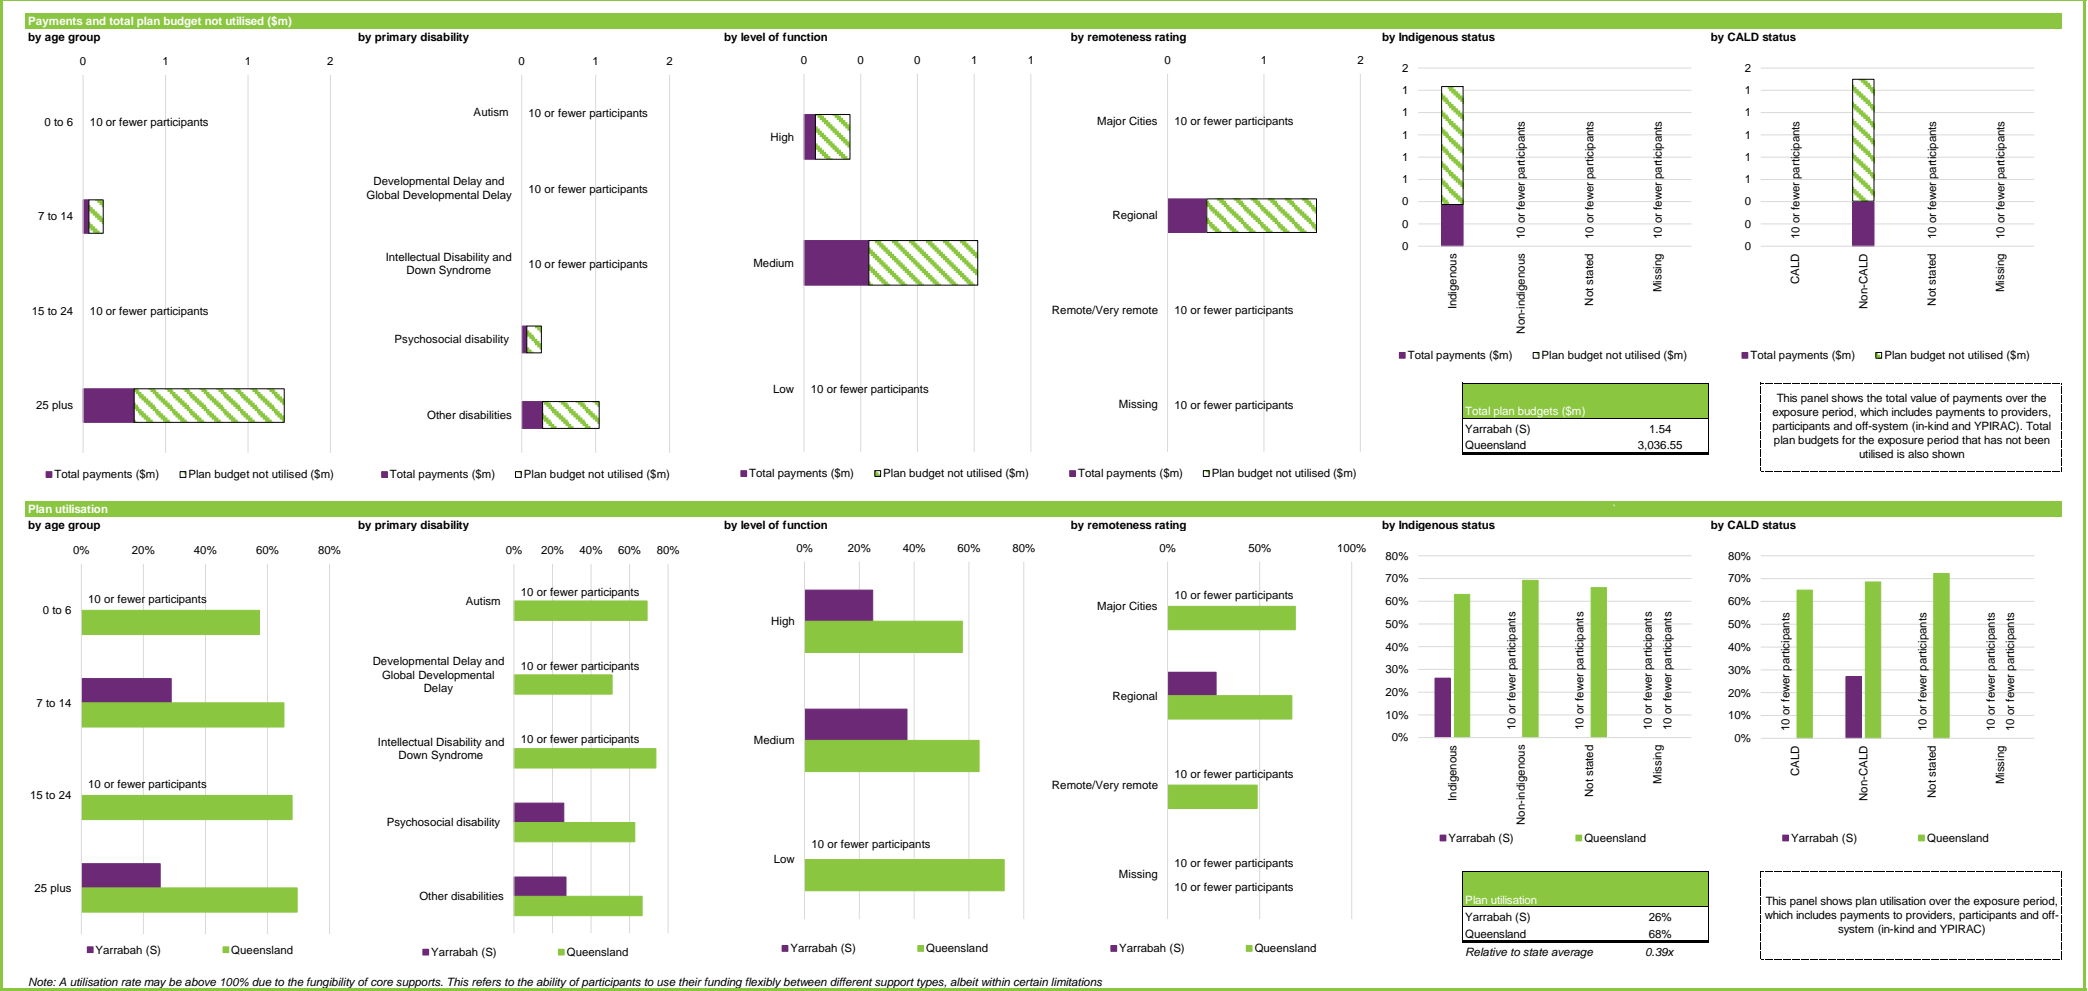 Payments and total plan budget not utilised ($m)
by age group
0 1 1 2
0 to 6
10 or fewer participants
7 to 14
15 to 24
10 or fewer participants
25 plus
Total payments ($m) Plan budget not utilised ($m)
by primary disability
0 1 1 2
Autism
10 or fewer participants
Developmental Delay and
Global Developmental Delay
10 or fewer participants
Intellectual Disability and
Down Syndrome
10 or fewer participants
Psychosocial disability
Other disabilities
Total payments ($m) Plan budget not utilised ($m)
by level of function
0 0 0 1 1
High
Medium
Low
10 or fewer participants
Total payments ($m) Plan budget not utilised ($m)
by remoteness rating
0 1 2
Major Cities
10 or fewer participants
Regional
Remote/Very remote
10 or fewer participants
Missing
10 or fewer participants
Total payments ($m) Plan budget not utilised ($m)
by Indigenous status
2
1
1
1
1
1
0
0
0
10 or fewer participants
10 or fewer participants
10 or fewer participants
Indigenous
Non-indigenous
Not stated
Missing
Total payments ($m) Plan budget not utilised ($m)
Total plan budgets ($m)
Yarrabah (S) 1.54
Queensland 3,036.55
by CALD status
2
1
1
1
1
1
0
0
0
10 or fewer participants
10 or fewer participants
10 or fewer participants
CALD
Non-CALD
Not stated
Missing
Total payments ($m) Plan budget not utilised ($m)
This panel shows the total value of payments over the
exposure period, which includes payments to providers,
participants and off-system (in-kind and YPIRAC). Total
plan budgets for the exposure period that has not been
utilised is also shown
Plan utilisation
by age group
0% 20% 40% 60% 80%
0 to 6
10 or fewer participants
7 to 14
15 to 24
10 or fewer participants
25 plus
Yarrabah (S) Queensland
by primary disability
0% 20% 40% 60% 80%
Autism
10 or fewer participants
Developmental Delay and
Global Developmental
Delay
10 or fewer participants
Intellectual Disability and
Down Syndrome
10 or fewer participants
Psychosocial disability
Other disabilities
Yarrabah (S) Queensland
by level of function
0% 20% 40% 60% 80%
High
Medium
Low
10 or fewer participants
Yarrabah (S) Queensland
by remoteness rating
0% 50% 100%
Major Cities
10 or fewer participants
Regional
Remote/Very remote
10 or fewer participants
Missing
10 or fewer participants
10 or fewer participants
Yarrabah (S) Queensland
by Indigenous status
80%
70%
60%
50%
40%
30%
20%
10%
0%
10 or fewer participants
10 or fewer participants
10 or fewer participants
10 or fewer participants
Indigenous
Non-indigenous
Not stated
Missing
Yarrabah (S) Queensland
Plan utilisation
Yarrabah (S) 26%
Queensland 68%
Relative to state average 0.39x
by CALD status
80%
70%
60%
50%
40%
30%
20%
10%
0%
10 or fewer participants
10 or fewer participants
10 or fewer participants
10 or fewer participants
CALD
Non-CALD
Not stated
Missing
Yarrabah (S) Queensland
This panel shows plan utilisation over the exposure period,
which includes payments to providers, participants and off-
system (in-kind and YPIRAC)
Note: A utilisation rate may be above 100% due to the fungibility of core supports. This refers to the ability of participants to use their funding flexibly between different support types, albeit within certain limitations